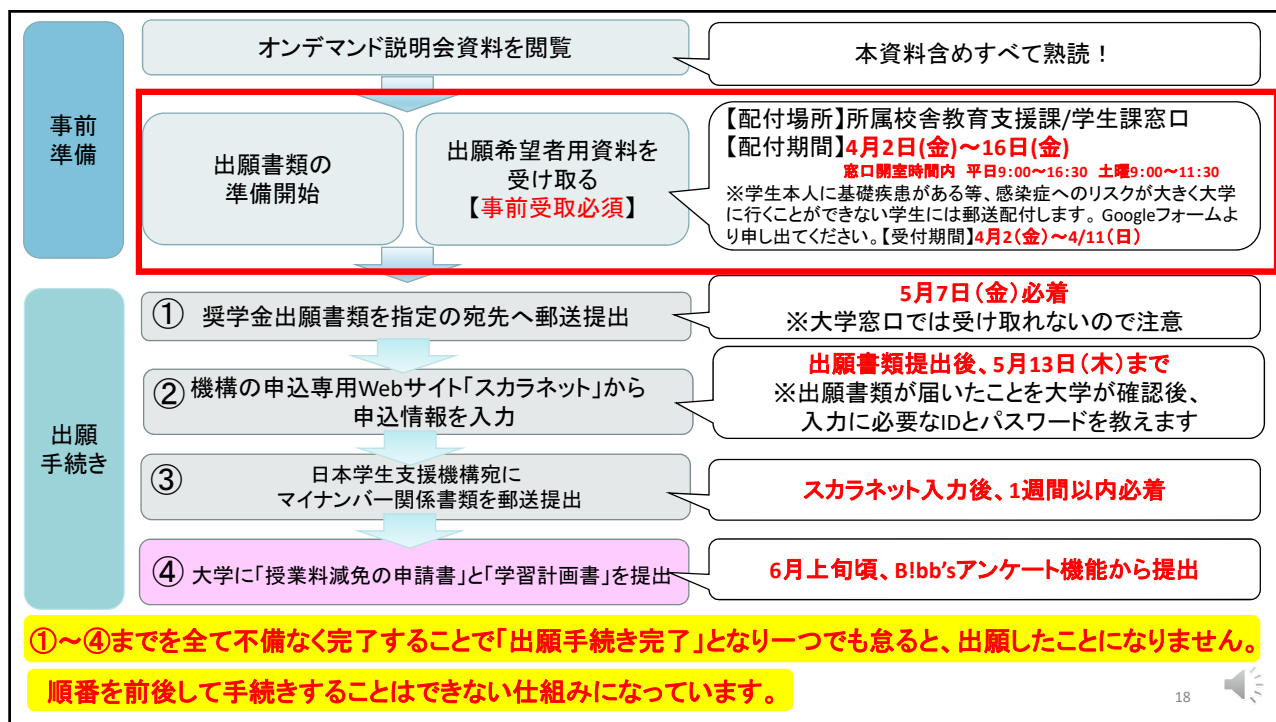 事前
準備
オンデマンド説明会資料を閲覧
本資料含めすべて熟読！
出願書類の
準備開始
出願希望者用資料を
受け取る
【事前受取必須】
【配付場所】所属校舎教育支援課/学生課窓口
【配付期間】4月2日(金)～16日(金)
窓口開室時間内 平日9：00～16：30 土曜9：00～11：30
※学生本人に基礎疾患がある等、感染症へのリスクが大きく大学
に行くことができない学生には郵送配付します。Googleフォームよ
り申し出てください。【受付期間】4月2（金）～4/11（日）
出願
手続き
① 奨学金出願書類を指定の宛先へ郵送提出
5月7日（金）必着
※大学窓口では受け取れないので注意
② 機構の申込専用Webサイト「スカラネット」から
申込情報を入力
出願書類提出後、5月13日（木）まで
※出願書類が届いたことを大学が確認後、
入力に必要なIDとパスワードを教えます
③ 日本学生支援機構宛に
マイナンバー関係書類を郵送提出
スカラネット入力後、1週間以内必着
④ 大学に「授業料減免の申請書」と「学習計画書」を提出
6月上旬頃、B!bb'sアンケート機能から提出
①～④までを全て不備なく完了することで「出願手続き完了」となり一つでも怠ると、出願したことになりません。
順番を前後して手続きすることはできない仕組みになっています。
18